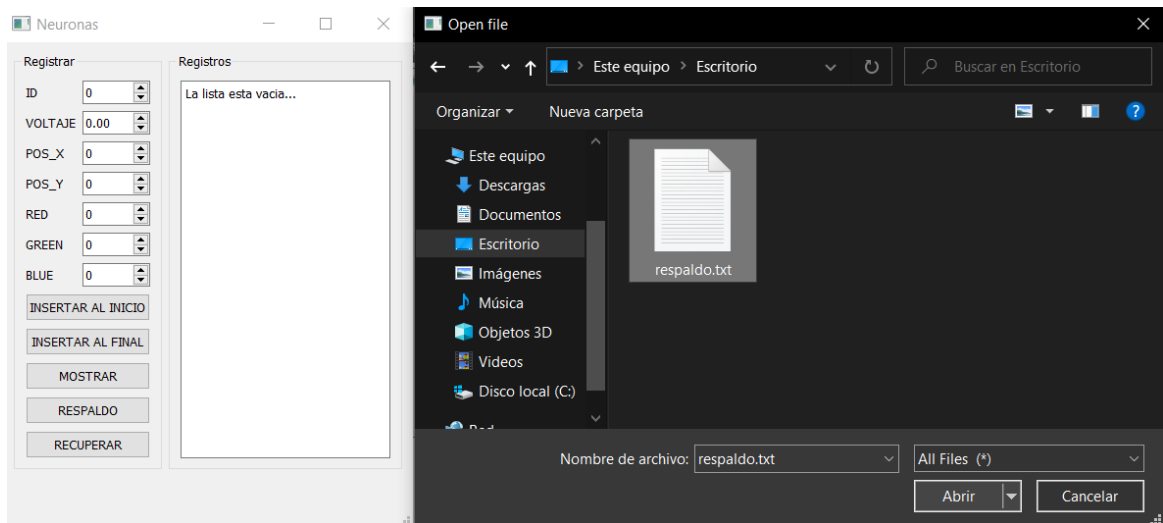 Neuronas
Registrar
ID 0
VOLTAJE 0.00
POS_X 0
POS_Y 0
RED 0
GREEN 0
BLUE 0
INSERTAR AL INICIO
INSERTAR AL FINAL
MOSTRAR
RESPALDO
RECUPERAR
Registros
La lista esta vacia...
Open file
Este equipo > Escritorio
Buscar en Escritorio
Organizar
Nueva carpeta
?
Este equipo
Descargas
Documentos
Escritorio
Imágenes
Música
Objetos 3D
Videos
Disco local (C:)
respaldo.txt
Nombre de archivo: respaldo.txt
All Files (*)
Abrir
Cancelar